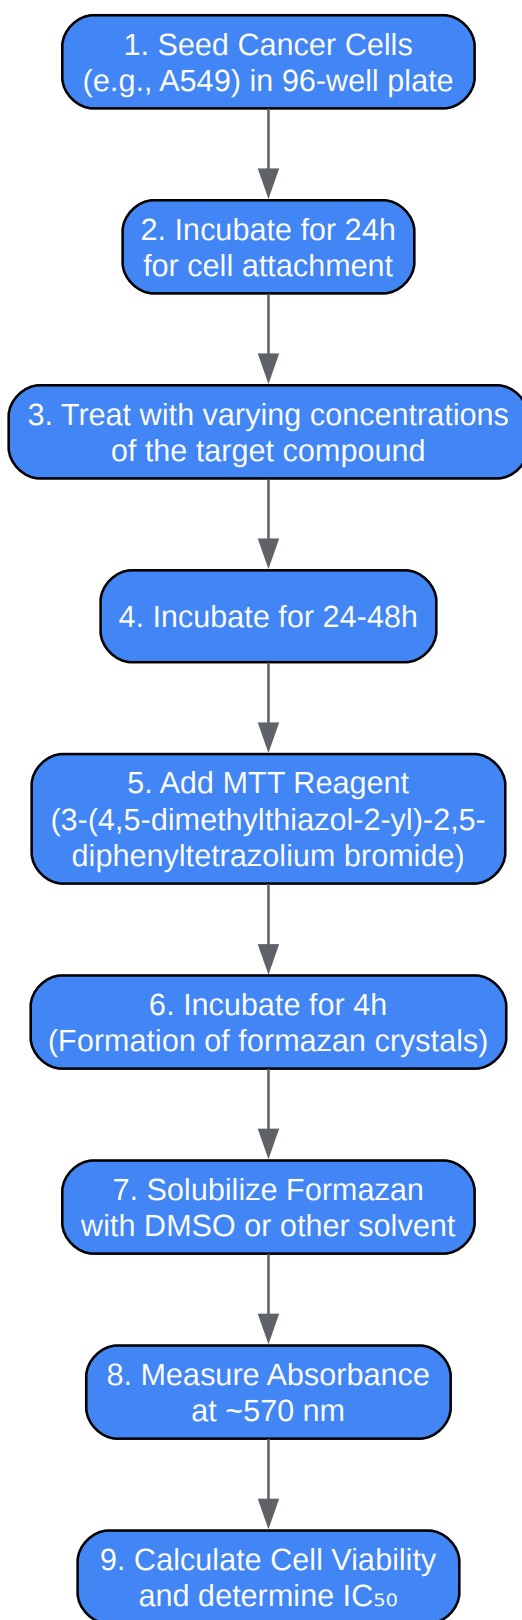 1. Seed Cancer Cells
(e.g., A549) in 96-well plate
2. Incubate for 24h
for cell attachment
3. Treat with varying concentrations
of the target compound
4. Incubate for 24-48h
5. Add MTT Reagent
(3-(4,5-dimethylthiazol-2-yl)-2,5-
diphenyltetrazolium bromide)
6. Incubate for 4h
(Formation of formazan crystals)
7. Solubilize Formazan
with DMSO or other solvent
8. Measure Absorbance
at ~570 nm
9. Calculate Cell Viability
and determine IC₅₀